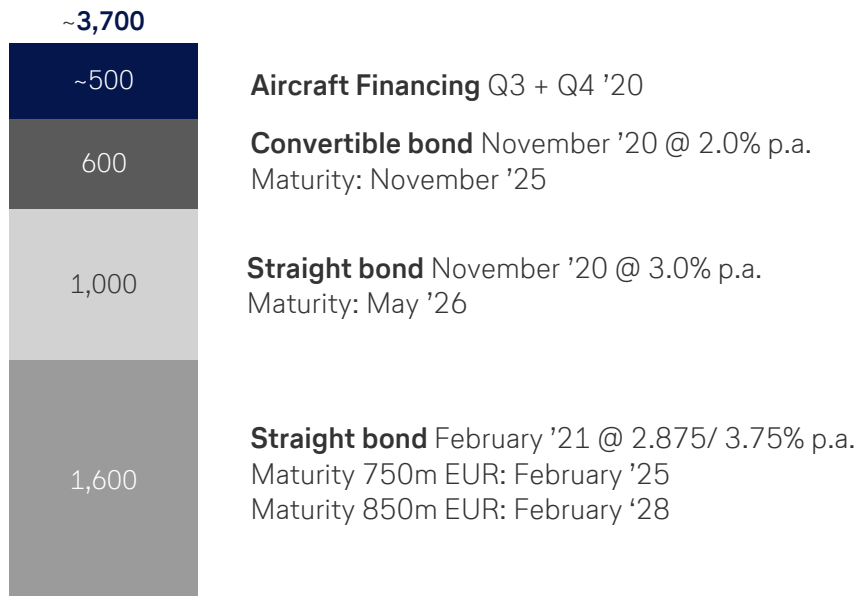 ~3,700
~500
Aircraft Financing Q3 + Q4 ’20
600
Convertible bond November ’20 @ 2.0% p.a.
Maturity: November ’25
1,000
Straight bond November ’20 @ 3.0% p.a.
Maturity: May ’26
1,600
Straight bond February ’21 @ 2.875/ 3.75% p.a.
Maturity 750m EUR: February ’25
Maturity 850m EUR: February ‘28